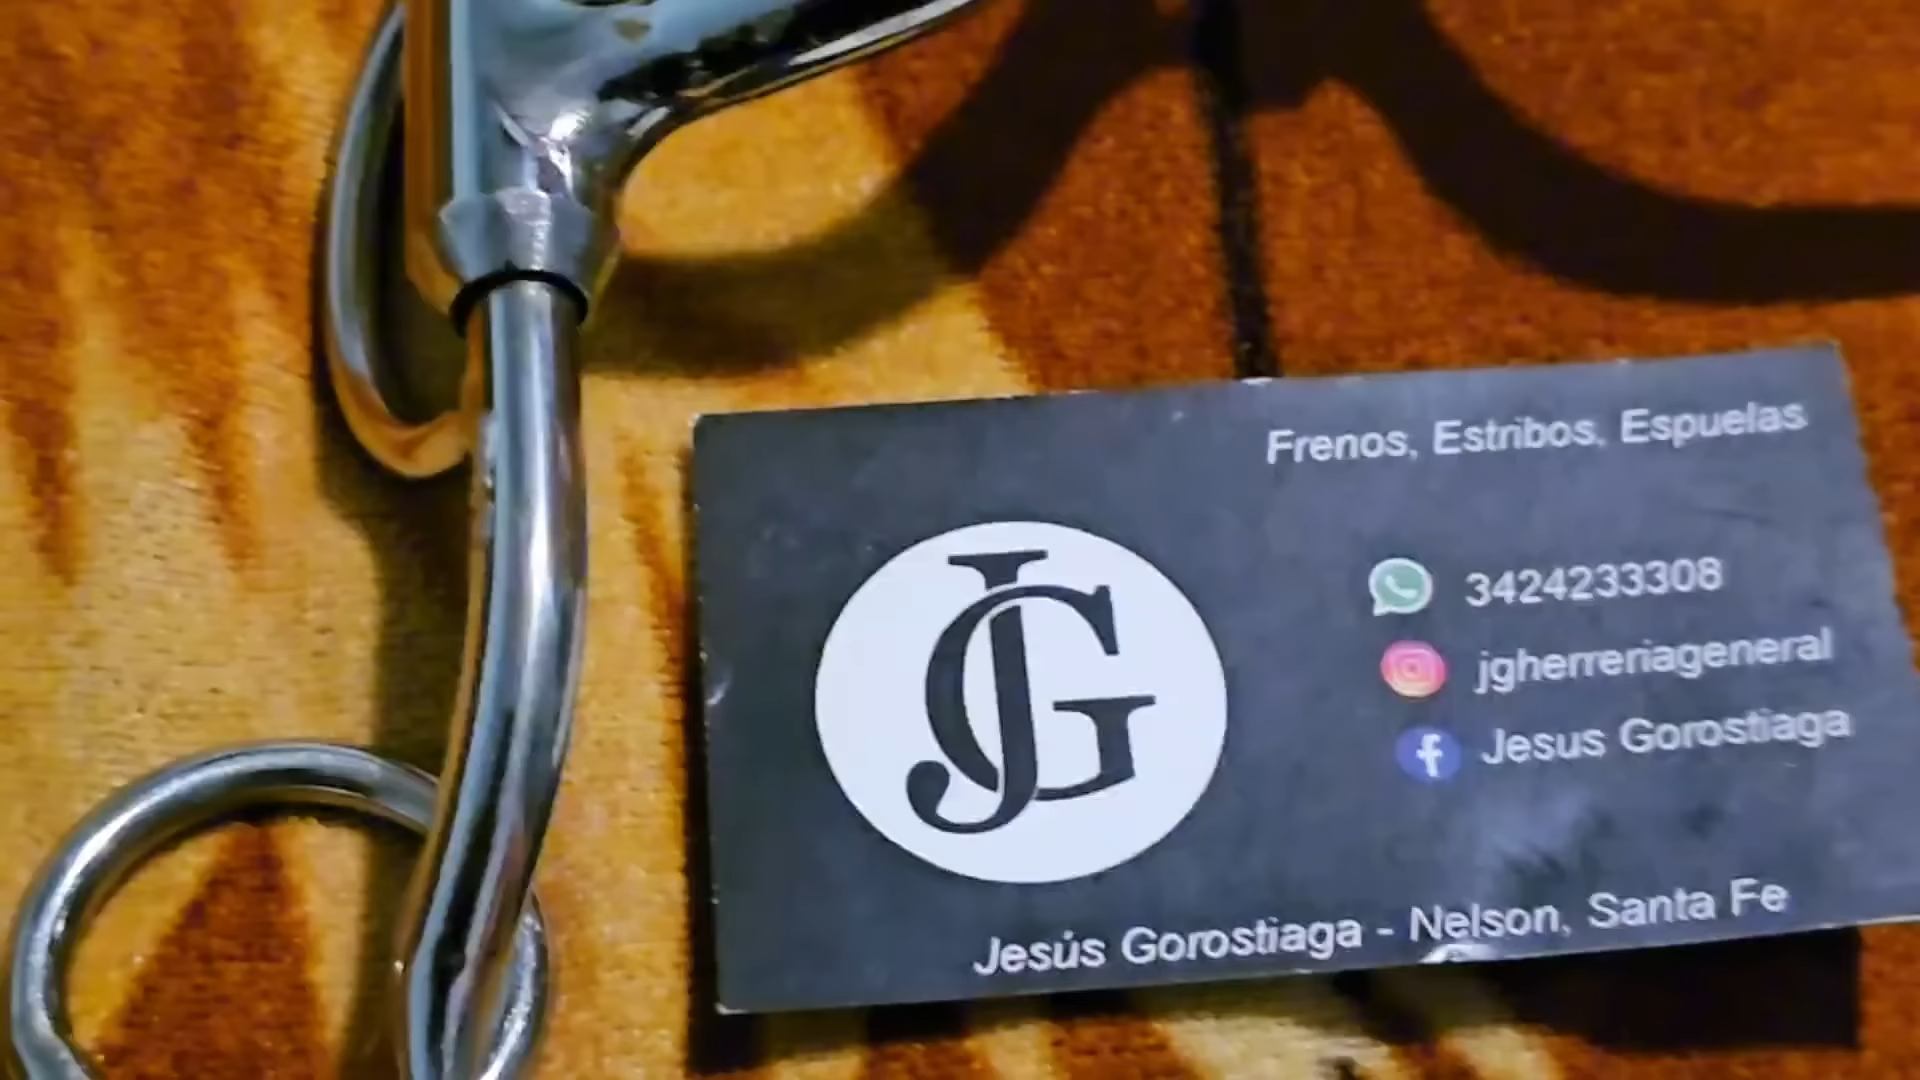 Frenos, Estribos, Espuelas
JG
3424233308
jgherreriageneral
Jesus Gorostiaga
Jesús Gorostiaga - Nelson, Santa Fe